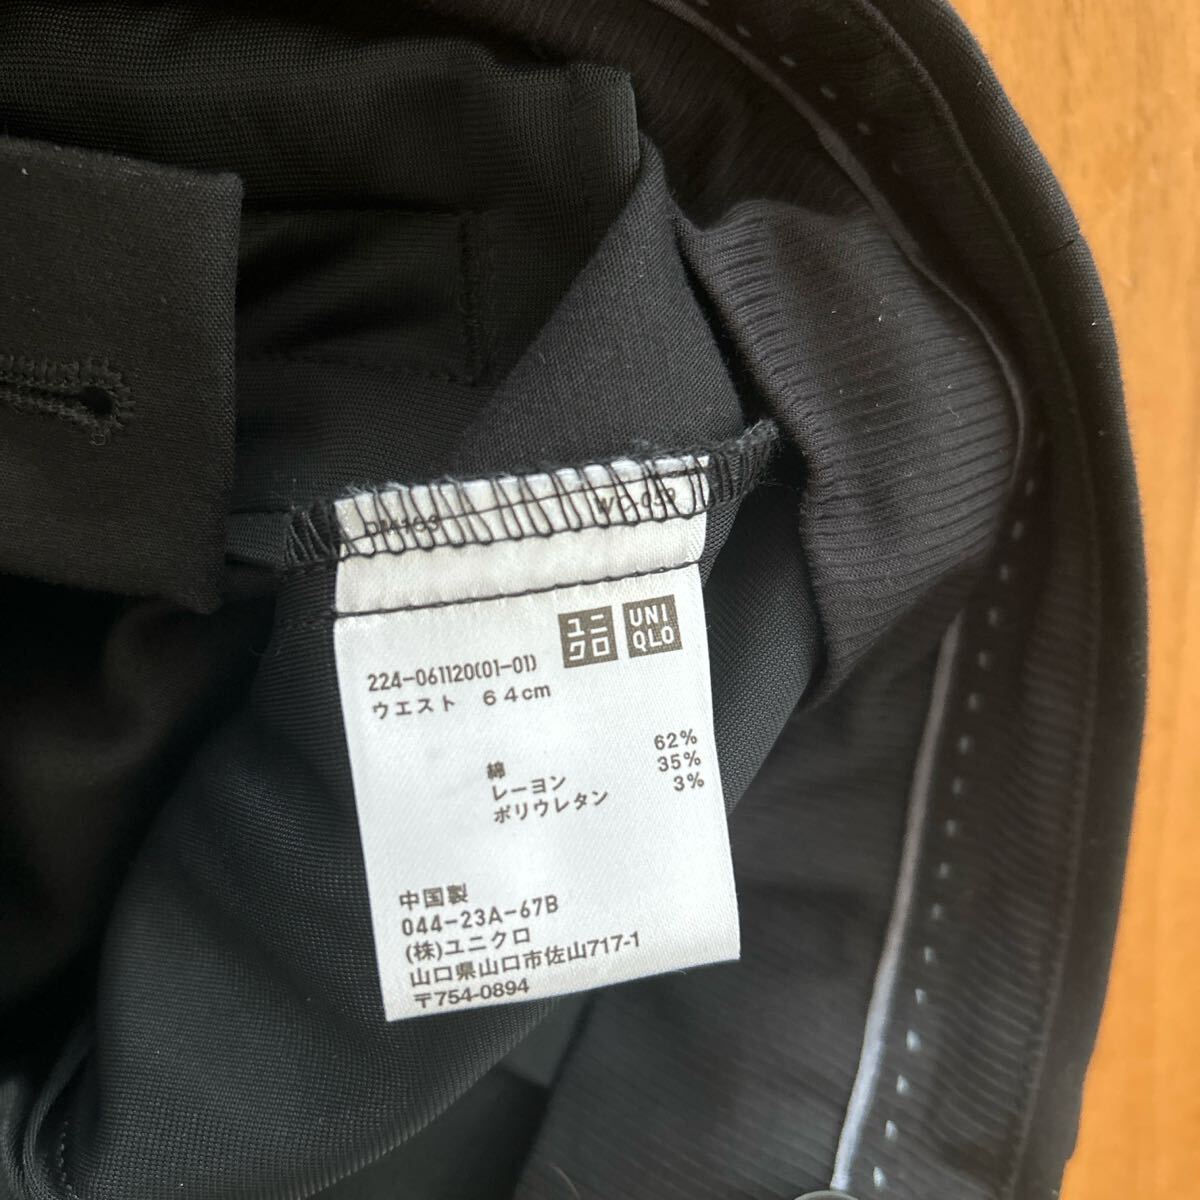 ユニ
クロ
UNI
QLO
224-061120(01-01)
ウエスト 64cm
綿 62%
レーヨン 35%
ポリウレタン 3%
中国製
044-23A-67B
(株)ユニクロ
山口県山口市佐山717-1
〒754-0894